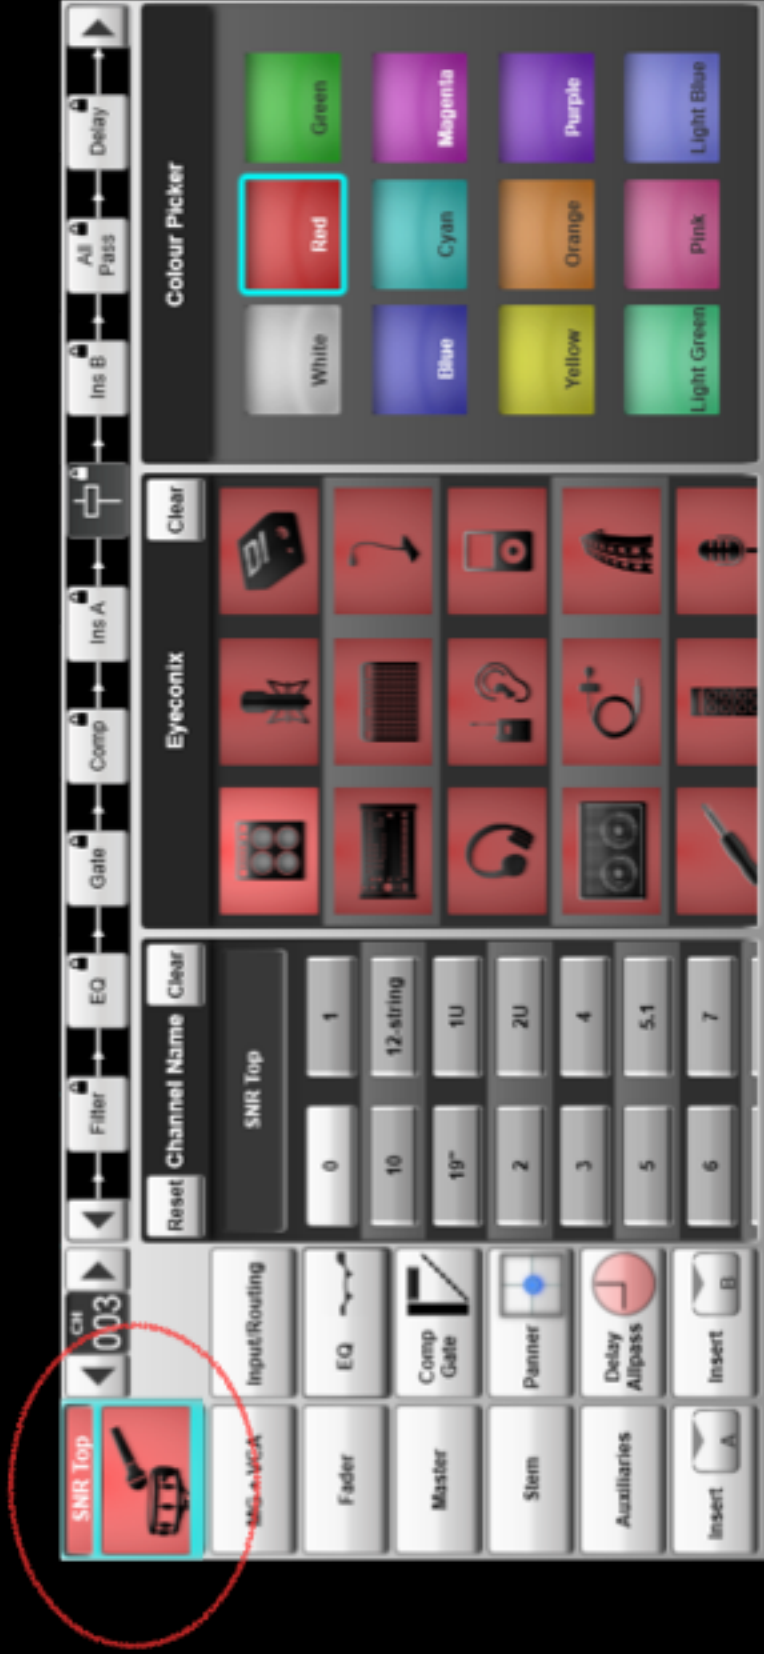 SNR Top
CH
003
Filter
EQ
Gate
Comp
Ins A
Ins B
All
Pass
Delay
Reset
Channel Name
Clear
Eyeconix
Clear
Colour Picker
MG + VCA
Input/Routing
SNR Top
Fader
EQ
0
1
Master
Comp
Gate
10
12-string
Stem
Panner
19"
1U
Auxiliaries
Delay
Allpass
2
2U
Insert
A
Insert
B
3
4
5
5.1
6
7
White
Red
Green
Blue
Cyan
Magenta
Yellow
Orange
Purple
Light Green
Pink
Light Blue